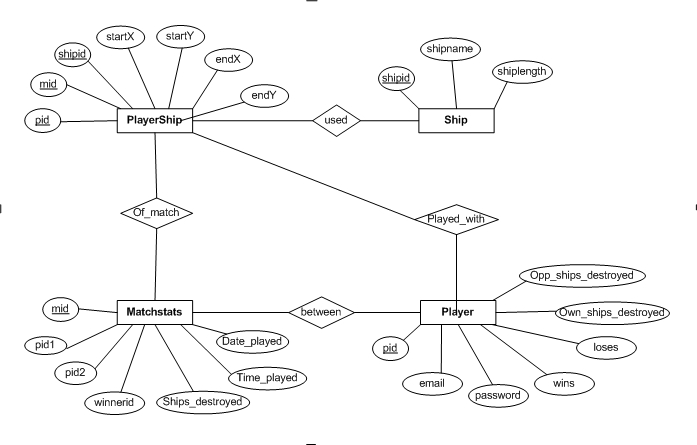 startX
startY
shipid
endX
mid
endY
pid
PlayerShip
used
shipname
shipid
shiplength
Ship
Of_match
Played_with
mid
Matchstats
between
Player
pid1
pid2
winnerid
Ships_destroyed
Time_played
Date_played
Opp_ships_destroyed
Own_ships_destroyed
loses
wins
password
email
pid